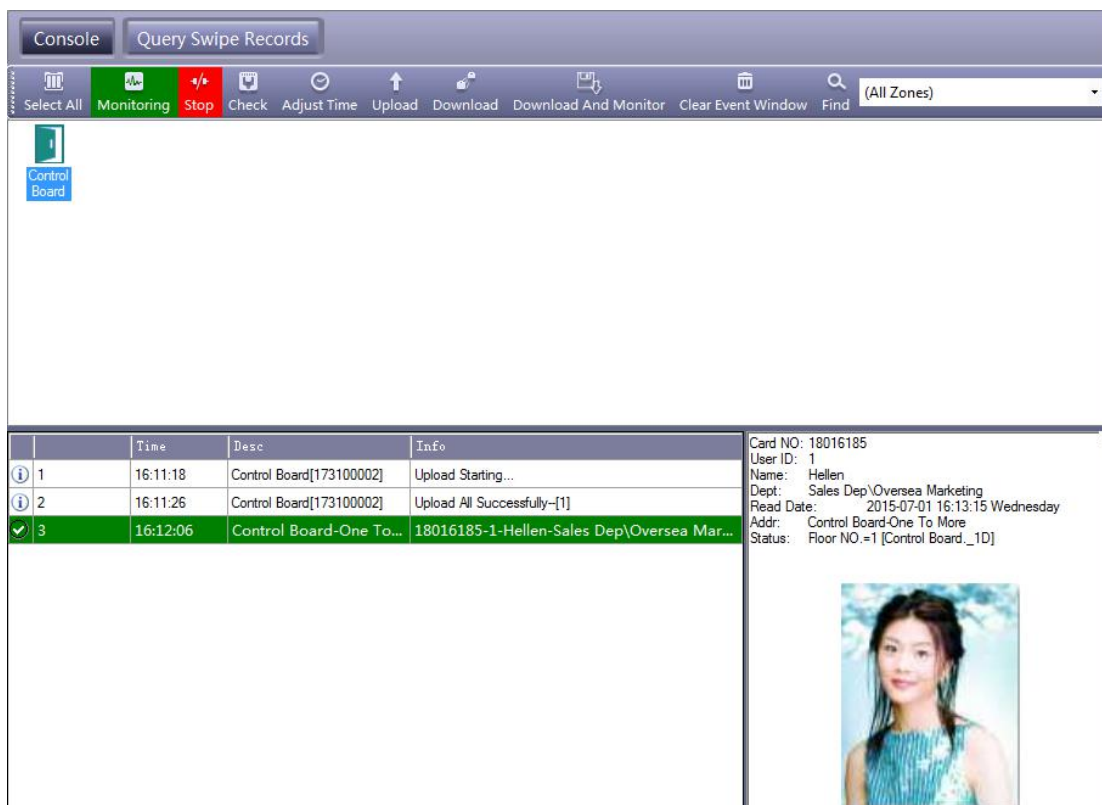 Console Query Swipe Records
Select All Monitoring Stop Check Adjust Time Upload Download Download And Monitor Clear Event Window Find (All Zones)
Control
Board
Time Desc Info
1 16:11:18 Control Board[173100002] Upload Starting...
2 16:11:26 Control Board[173100002] Upload All Successfully--[1]
3 16:12:06 Control Board-One To... 18016185-1-Hellen-Sales Dep\Oversea Mar...
Card NO: 18016185
User ID: 1
Name: Hellen
Dept: Sales Dep\Oversea Marketing
Read Date: 2015-07-01 16:13:15 Wednesday
Addr: Control Board-One To More
Status: Floor NO.=1 [Control Board._1D]